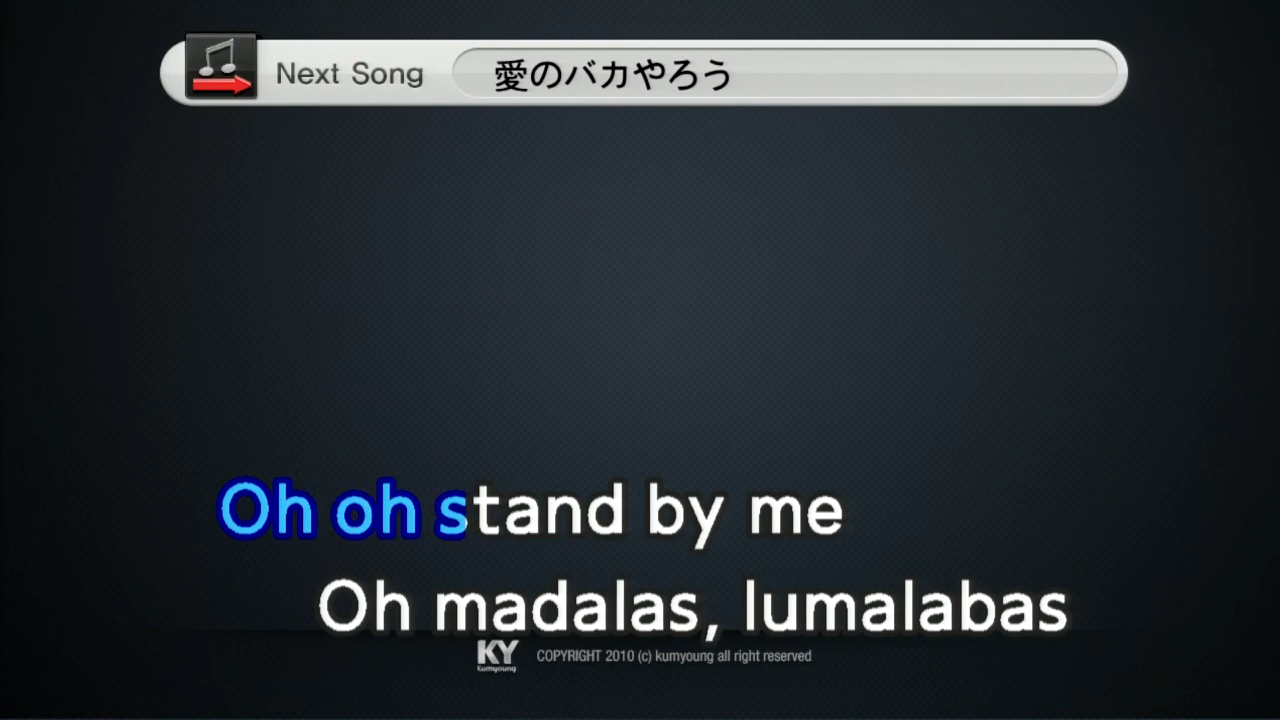 Next Song 愛のバカやろう
Oh oh stand by me
Oh madalas, lumalabas
KY kumyoung COPYRIGHT 2010 (c) kumyoung all right reserved